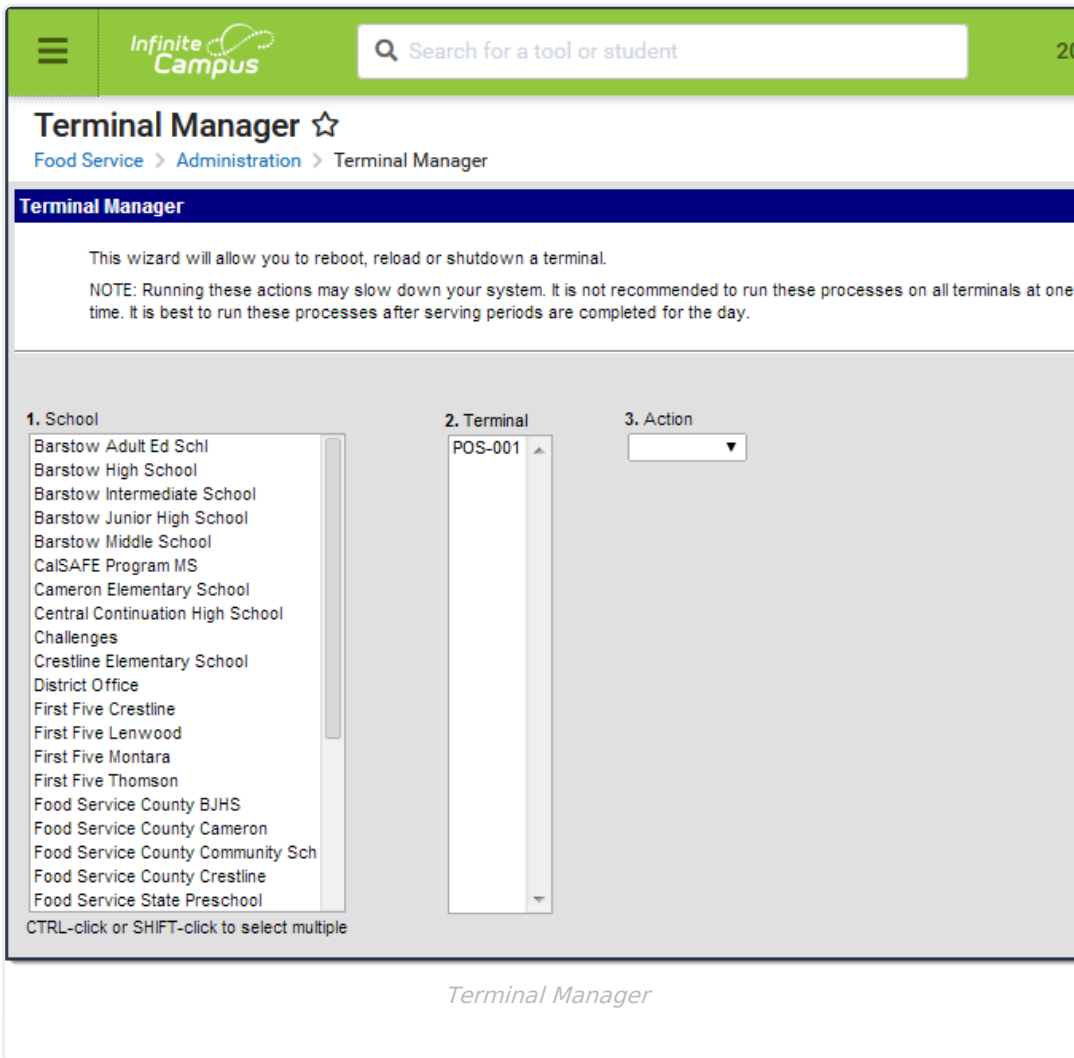 Infinite Campus
Search for a tool or student
20
Terminal Manager
Food Service > Administration > Terminal Manager
Terminal Manager
This wizard will allow you to reboot, reload or shutdown a terminal.
NOTE: Running these actions may slow down your system. It is not recommended to run these processes on all terminals at one
time. It is best to run these processes after serving periods are completed for the day.
1. School
Barstow Adult Ed Schl
Barstow High School
Barstow Intermediate School
Barstow Junior High School
Barstow Middle School
CalSAFE Program MS
Cameron Elementary School
Central Continuation High School
Challenges
Crestline Elementary School
District Office
First Five Crestline
First Five Lenwood
First Five Montara
First Five Thomson
Food Service County BJHS
Food Service County Cameron
Food Service County Community Sch
Food Service County Crestline
Food Service State Preschool
CTRL-click or SHIFT-click to select multiple
2. Terminal
POS-001
3. Action
Terminal Manager